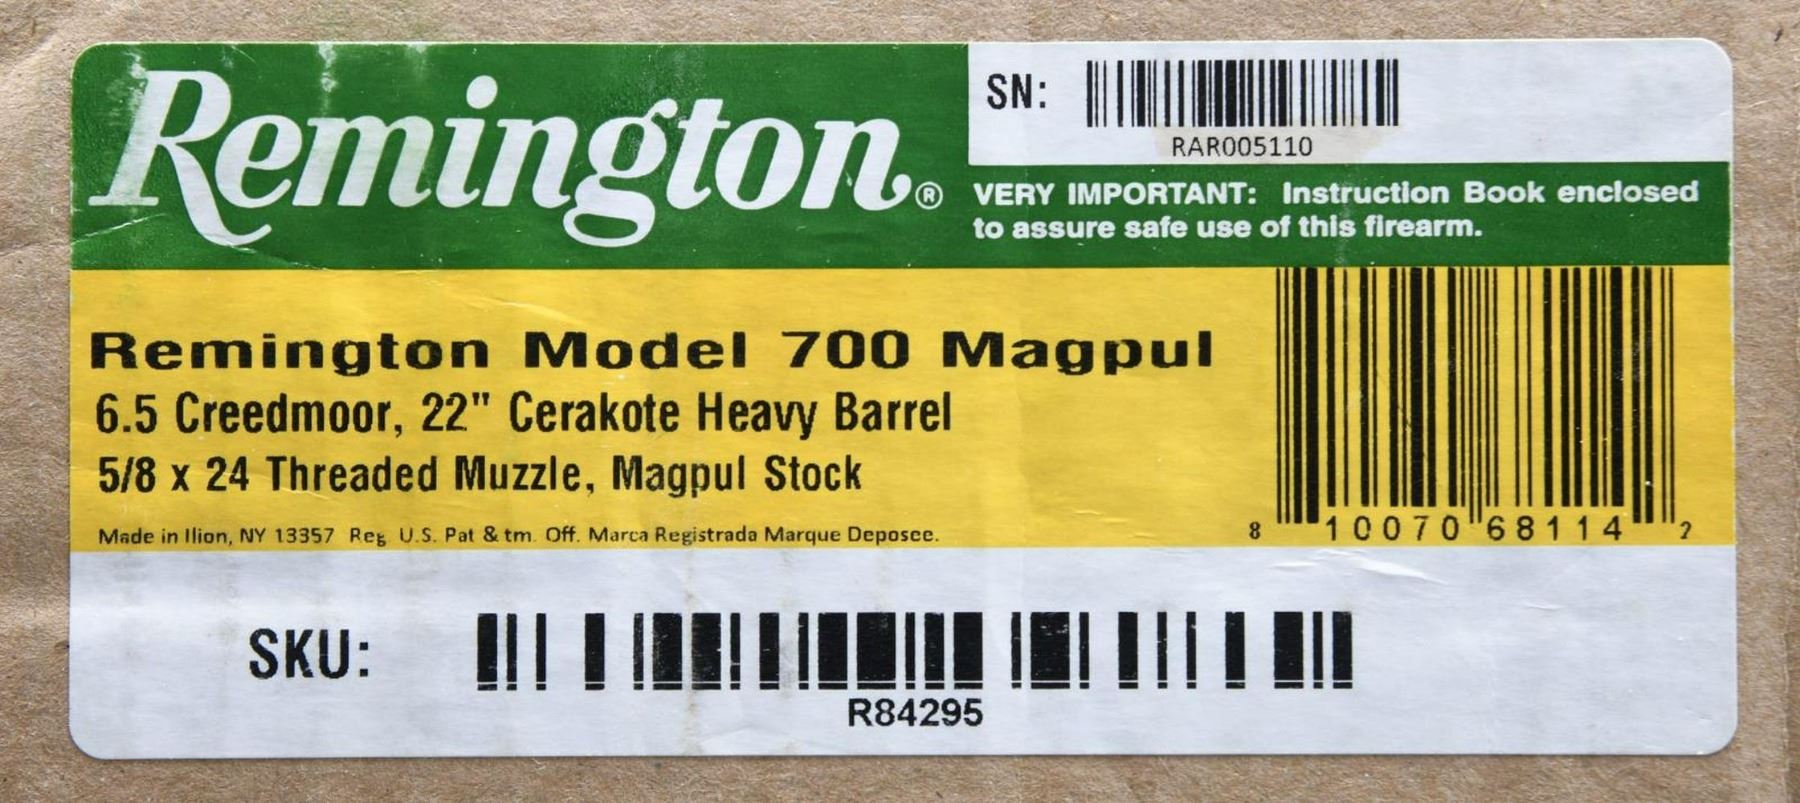 Remington®
SN:
RAR005110
VERY IMPORTANT: Instruction Book enclosed
to assure safe use of this firearm.
Remington Model 700 Magpul
6.5 Creedmoor, 22" Cerakote Heavy Barrel
5/8 x 24 Threaded Muzzle, Magpul Stock
Made in Ilion, NY 13357 Reg U.S. Pat & tm. Off. Marca Registrada Marque Deposee.
8 10070 68114 2
SKU:
R84295